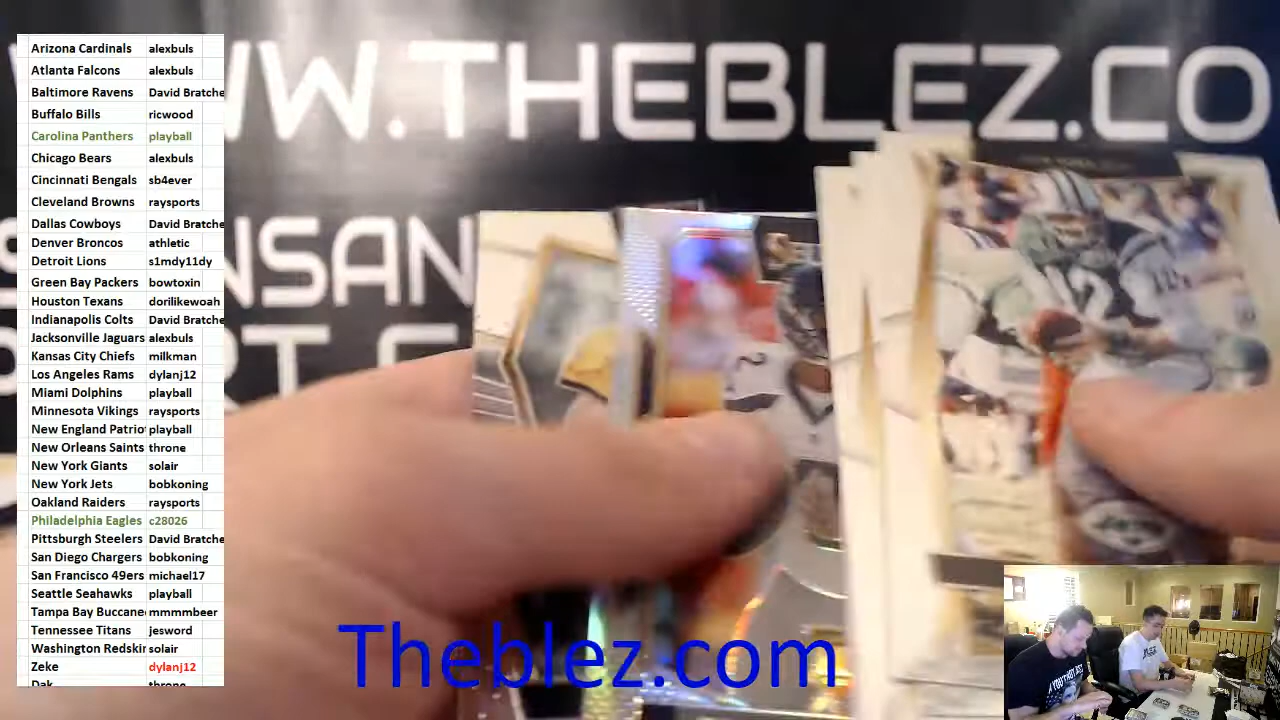 WW.THEBLEZ.CO
NSAN
RT.C
Arizona Cardinals alexbuls
Atlanta Falcons alexbuls
Baltimore Ravens David Bratche
Buffalo Bills ricwood
Carolina Panthers playball
Chicago Bears alexbuls
Cincinnati Bengals sb4ever
Cleveland Browns raysports
Dallas Cowboys David Bratche
Denver Broncos athletic
Detroit Lions s1mdy11dy
Green Bay Packers bowtoxin
Houston Texans dorilikewoah
Indianapolis Colts David Bratche
Jacksonville Jaguars alexbuls
Kansas City Chiefs milkman
Los Angeles Rams dylanj12
Miami Dolphins playball
Minnesota Vikings raysports
New England Patrio playball
New Orleans Saints throne
New York Giants solair
New York Jets bobkoning
Oakland Raiders raysports
Philadelphia Eagles c28026
Pittsburgh Steelers David Bratche
San Diego Chargers bobkoning
San Francisco 49ers michael17
Seattle Seahawks playball
Tampa Bay Buccane mmmmbeer
Tennessee Titans jesword
Washington Redskin solair
Zeke dylanj12
Dak throne
Theblez.com